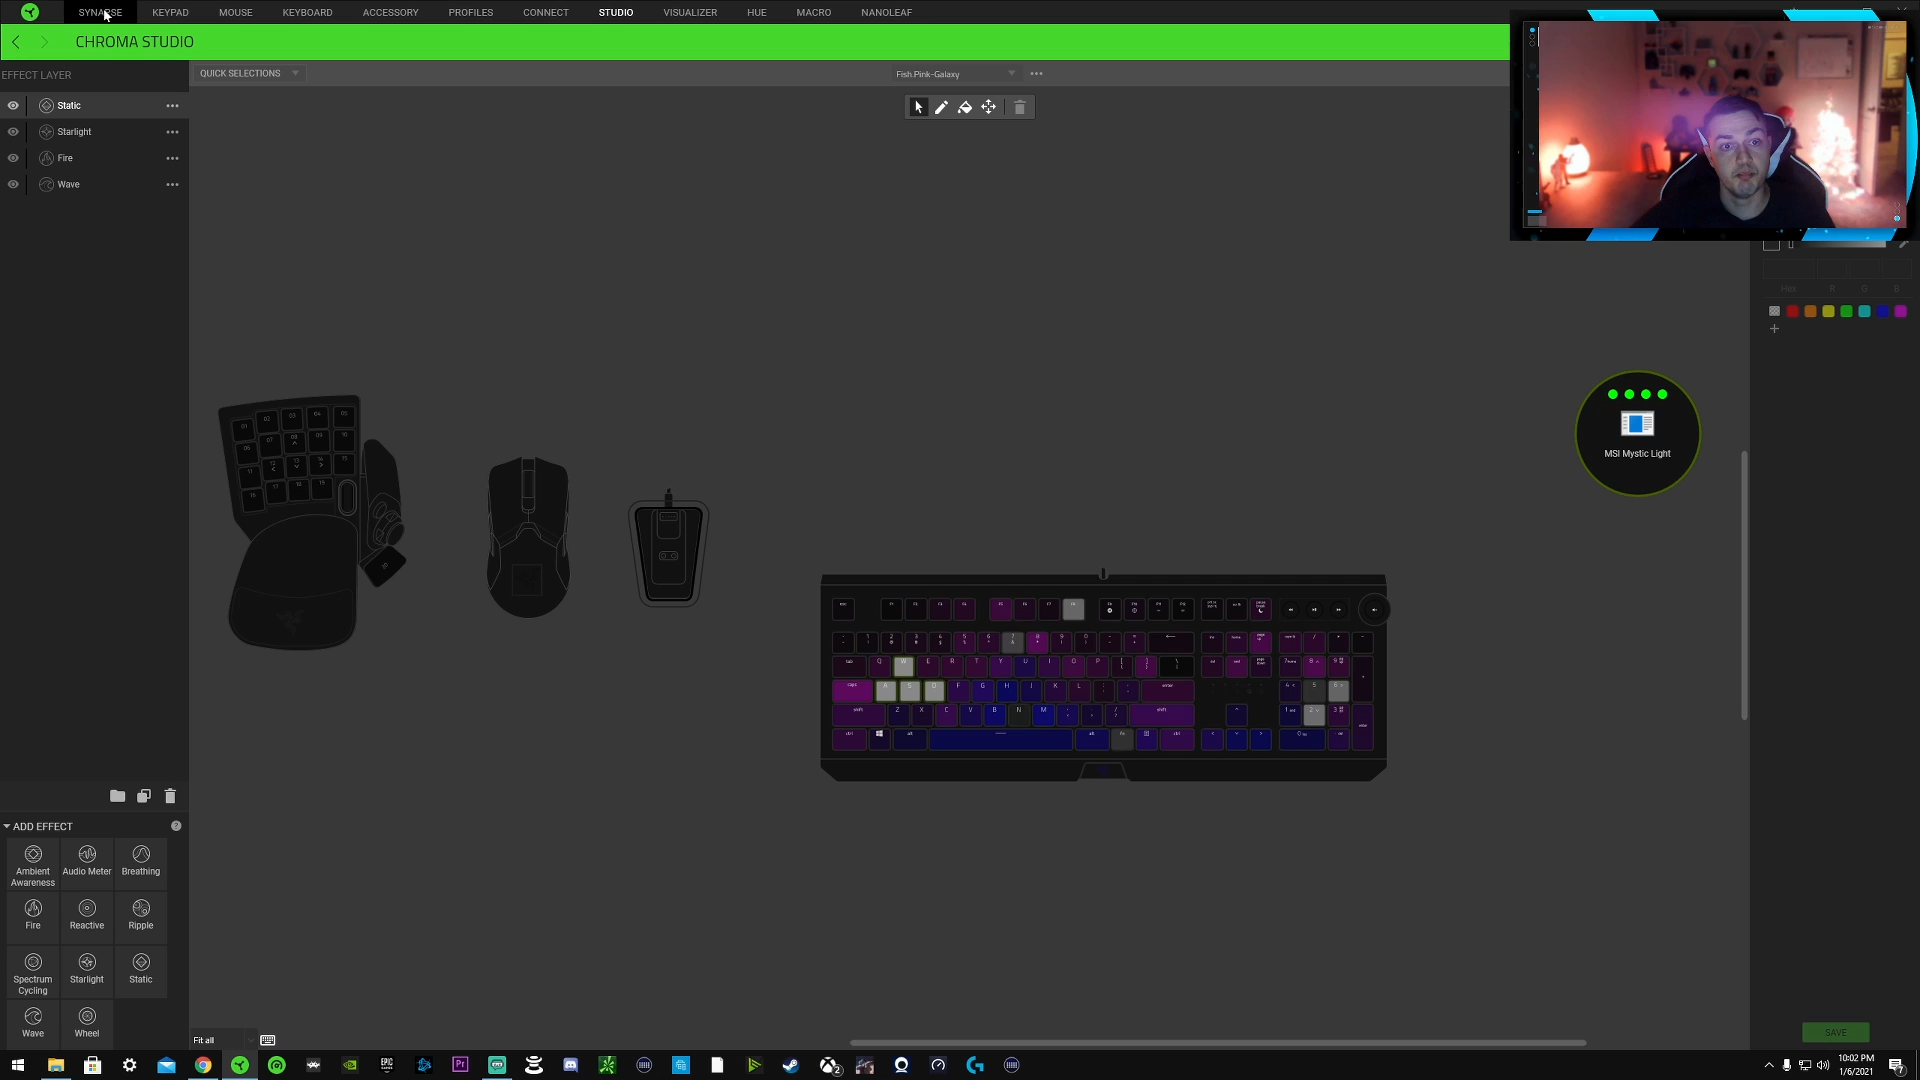 SYNAPSE KEYPAD MOUSE KEYBOARD ACCESSORY PROFILES CONNECT STUDIO VISUALIZER HUE MACRO NANOLEAF
CHROMA STUDIO
EFFECT LAYER
QUICK SELECTIONS
Fish.Pink-Galaxy
Static
Starlight
Fire
Wave
Hex R G B
MSI Mystic Light
ADD EFFECT
Ambient Awareness
Audio Meter
Breathing
Fire
Reactive
Ripple
Spectrum Cycling
Starlight
Static
Wave
Wheel
Fit all
SAVE
10:02 PM
1/6/2021